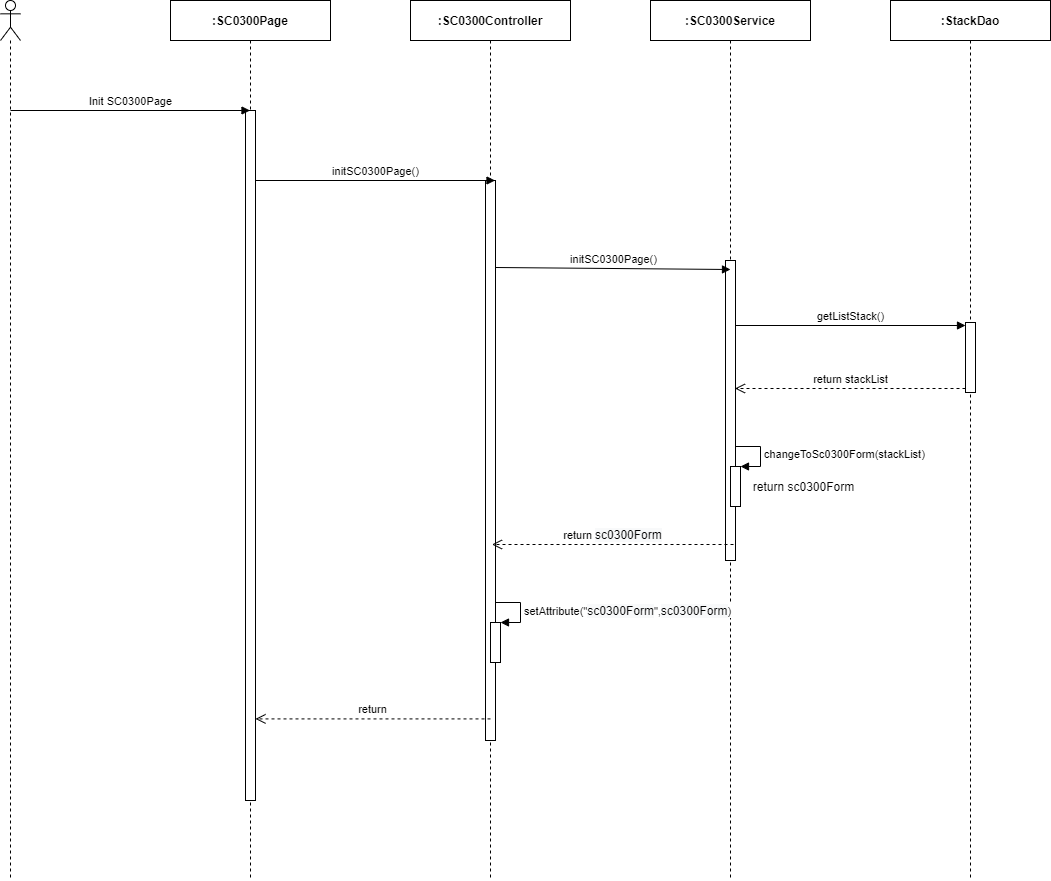 :SC0300Page
:SC0300Controller
:SC0300Service
:StackDao
Init SC0300Page
initSC0300Page()
initSC0300Page()
getListStack()
return stackList
changeToSc0300Form(stackList)
return sc0300Form
return sc0300Form
setAttribute("sc0300Form",sc0300Form)
return